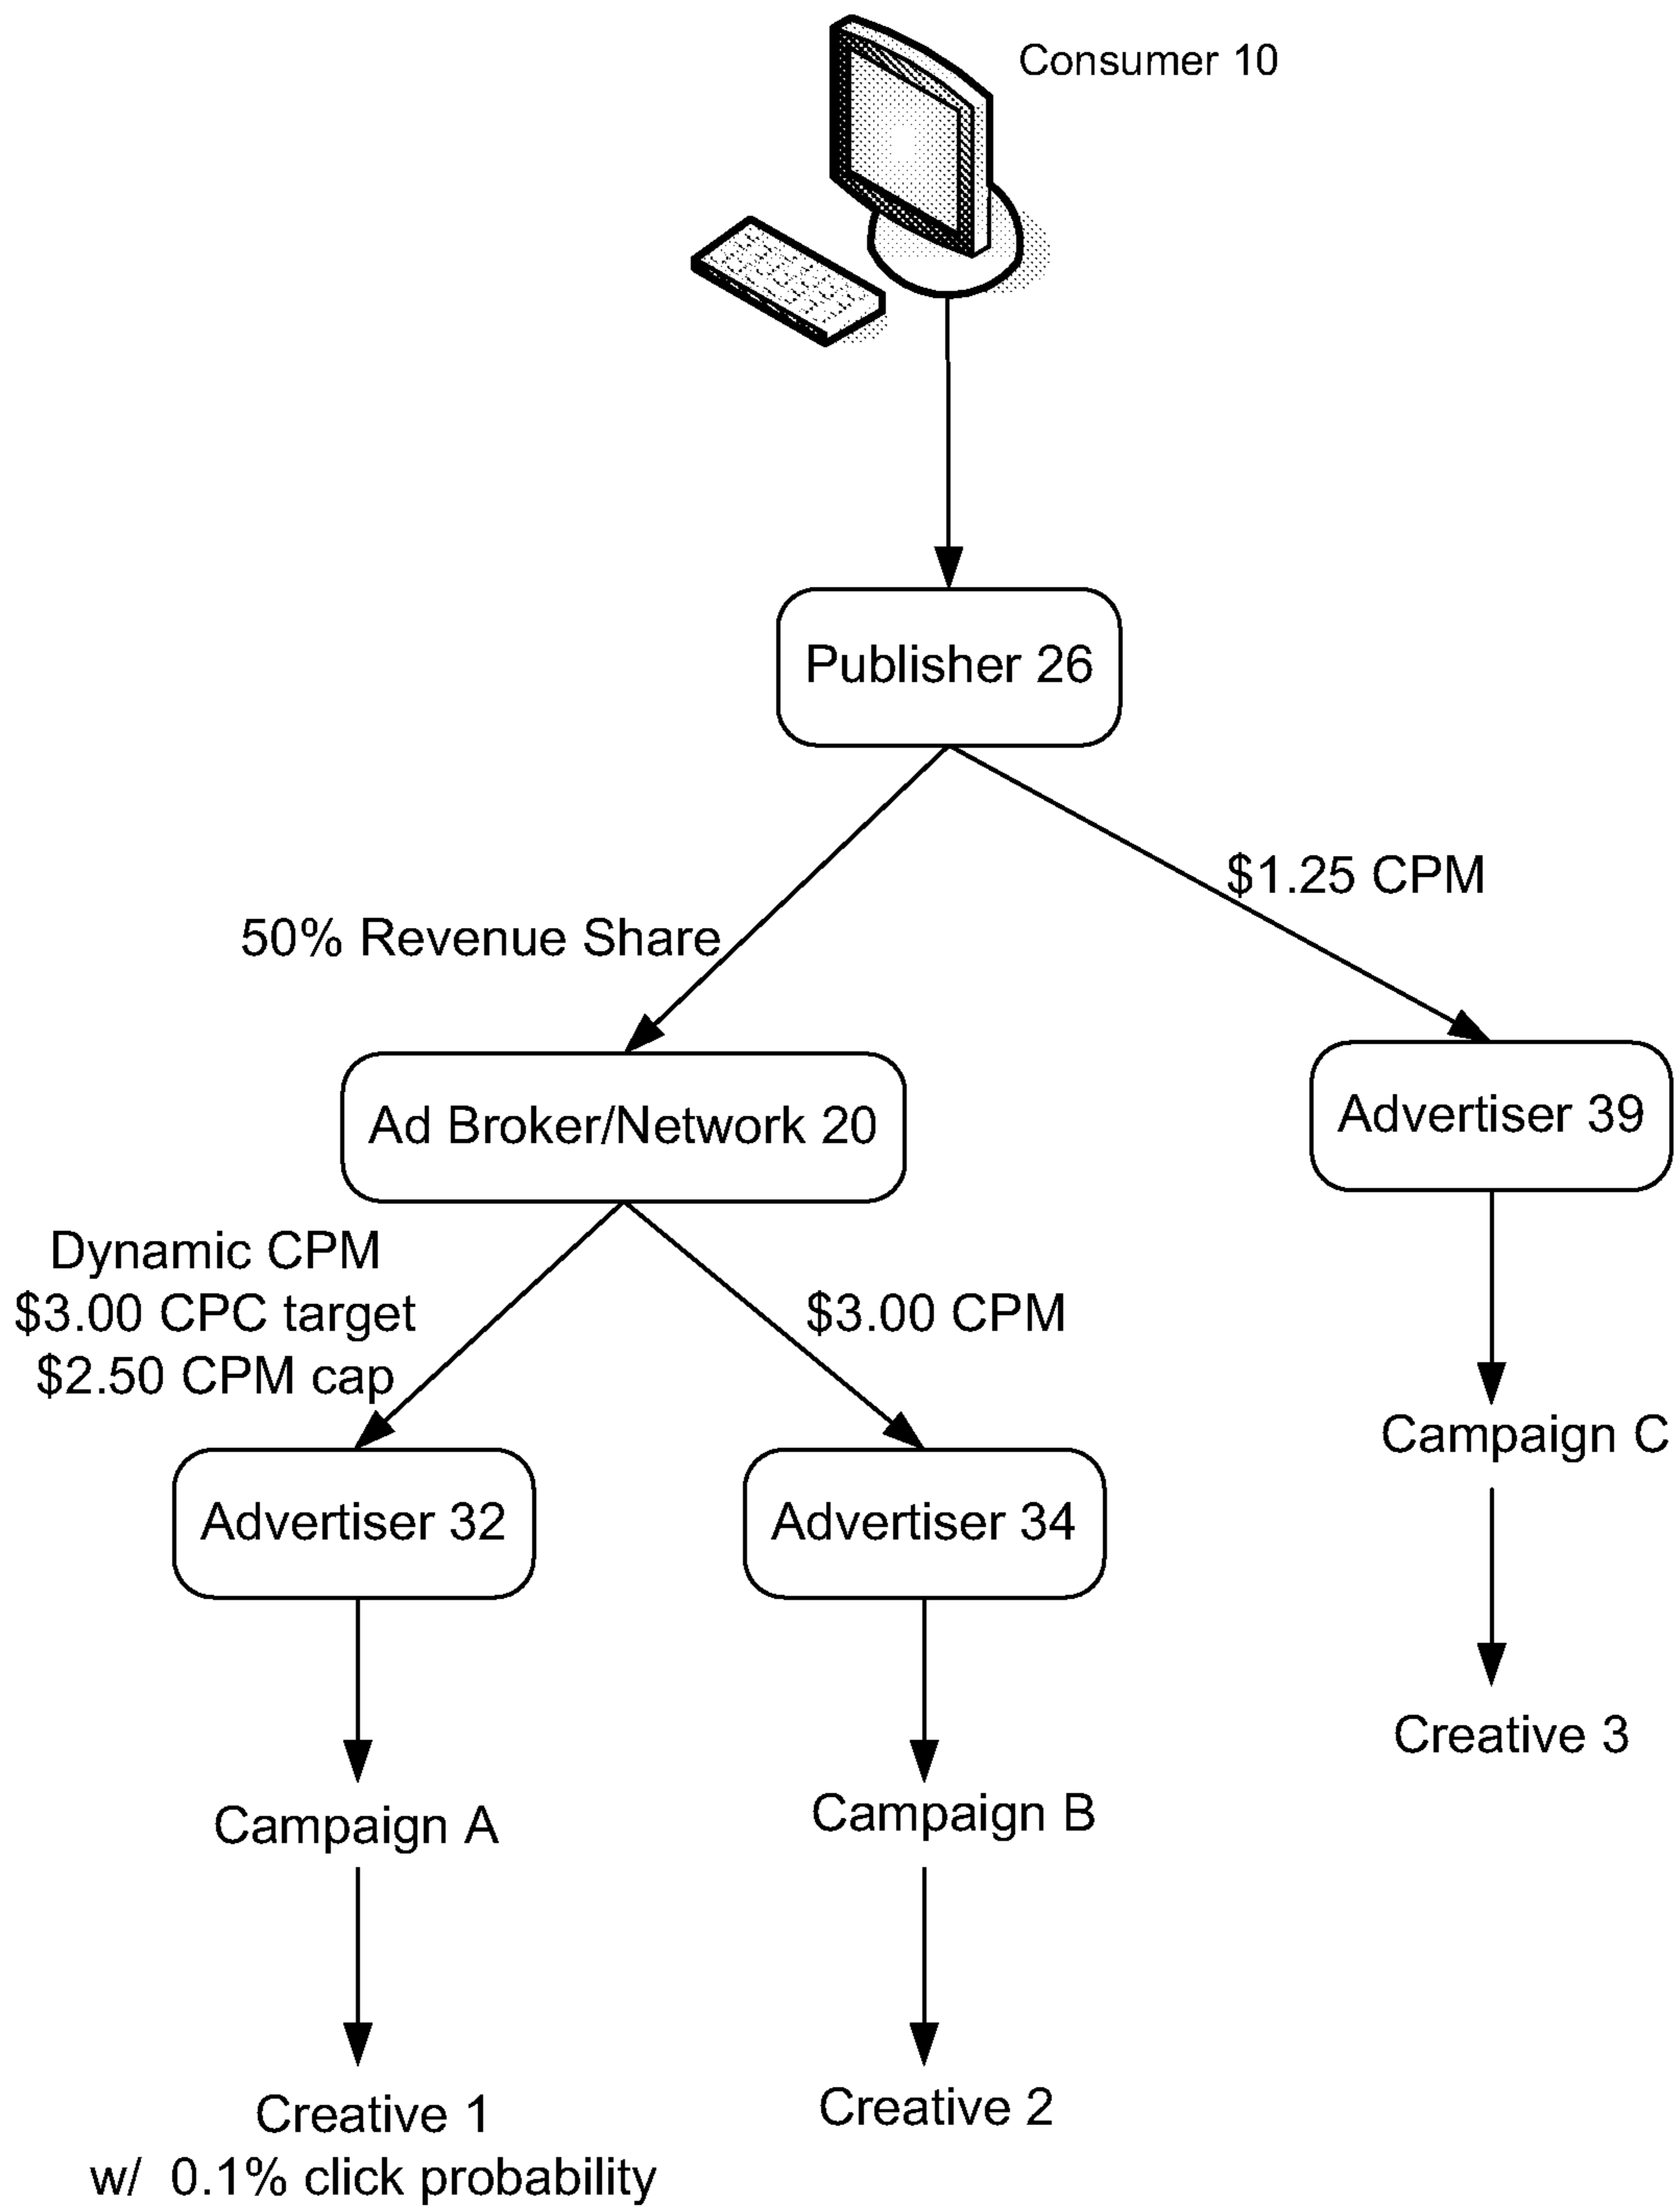 Consumer 10
Publisher 26
$1.25 CPM
50% Revenue Share
Ad Broker/Network 20
Advertiser 39
Dynamic CPM
$3.00 CPC target
$2.50 CPM cap
$3.00 CPM
Campaign C
Advertiser 32
Advertiser 34
Creative 3
Campaign A
Campaign B
Creative 1
w/ 0.1% click probability
Creative 2